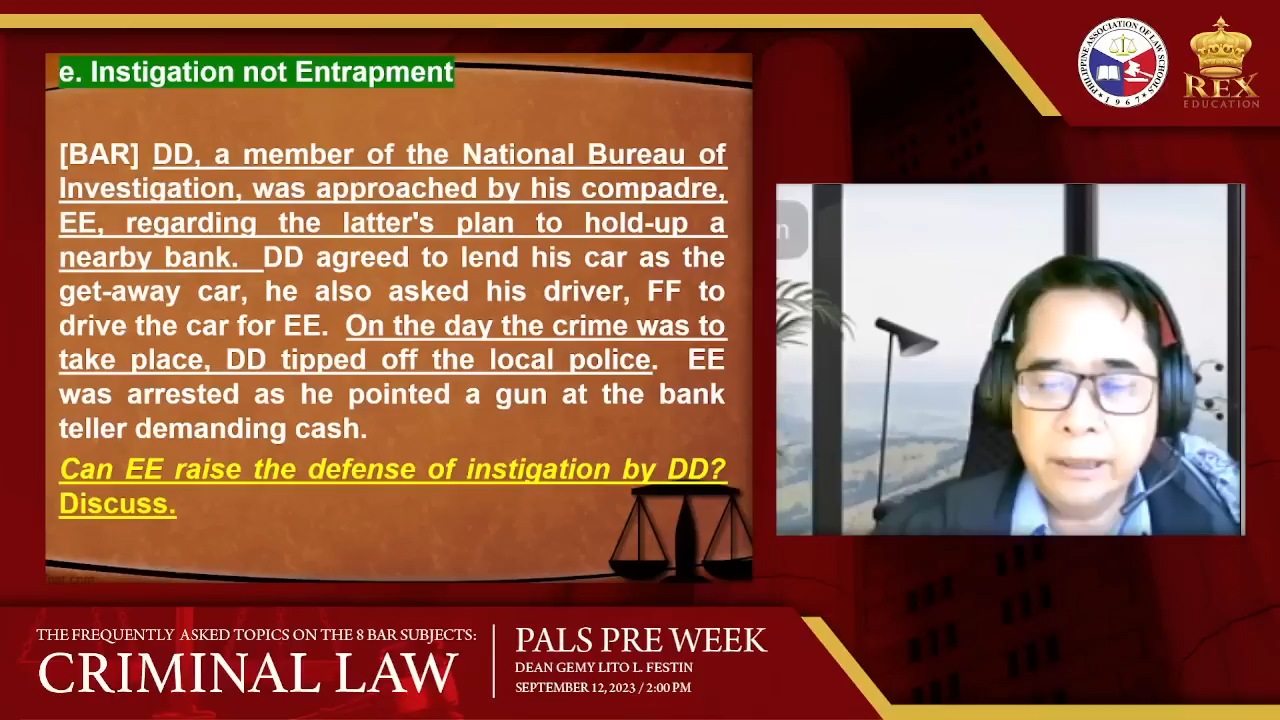 e. Instigation not Entrapment
[BAR] DD, a member of the National Bureau of
Investigation, was approached by his compadre,
EE, regarding the latter's plan to hold-up a
nearby bank. DD agreed to lend his car as the
get-away car, he also asked his driver, FF to
drive the car for EE. On the day the crime was to
take place, DD tipped off the local police. EE
was arrested as he pointed a gun at the bank
teller demanding cash.
Can EE raise the defense of instigation by DD?
Discuss.
PHILIPPINE ASSOCIATION OF LAW SCHOOLS
1967
REX
EDUCATION
n
THE FREQUENTLY ASKED TOPICS ON THE 8 BAR SUBJECTS:
CRIMINAL LAW
PALS PRE WEEK
DEAN GEMY LITO L. FESTIN
SEPTEMBER 12, 2023 / 2:00 PM